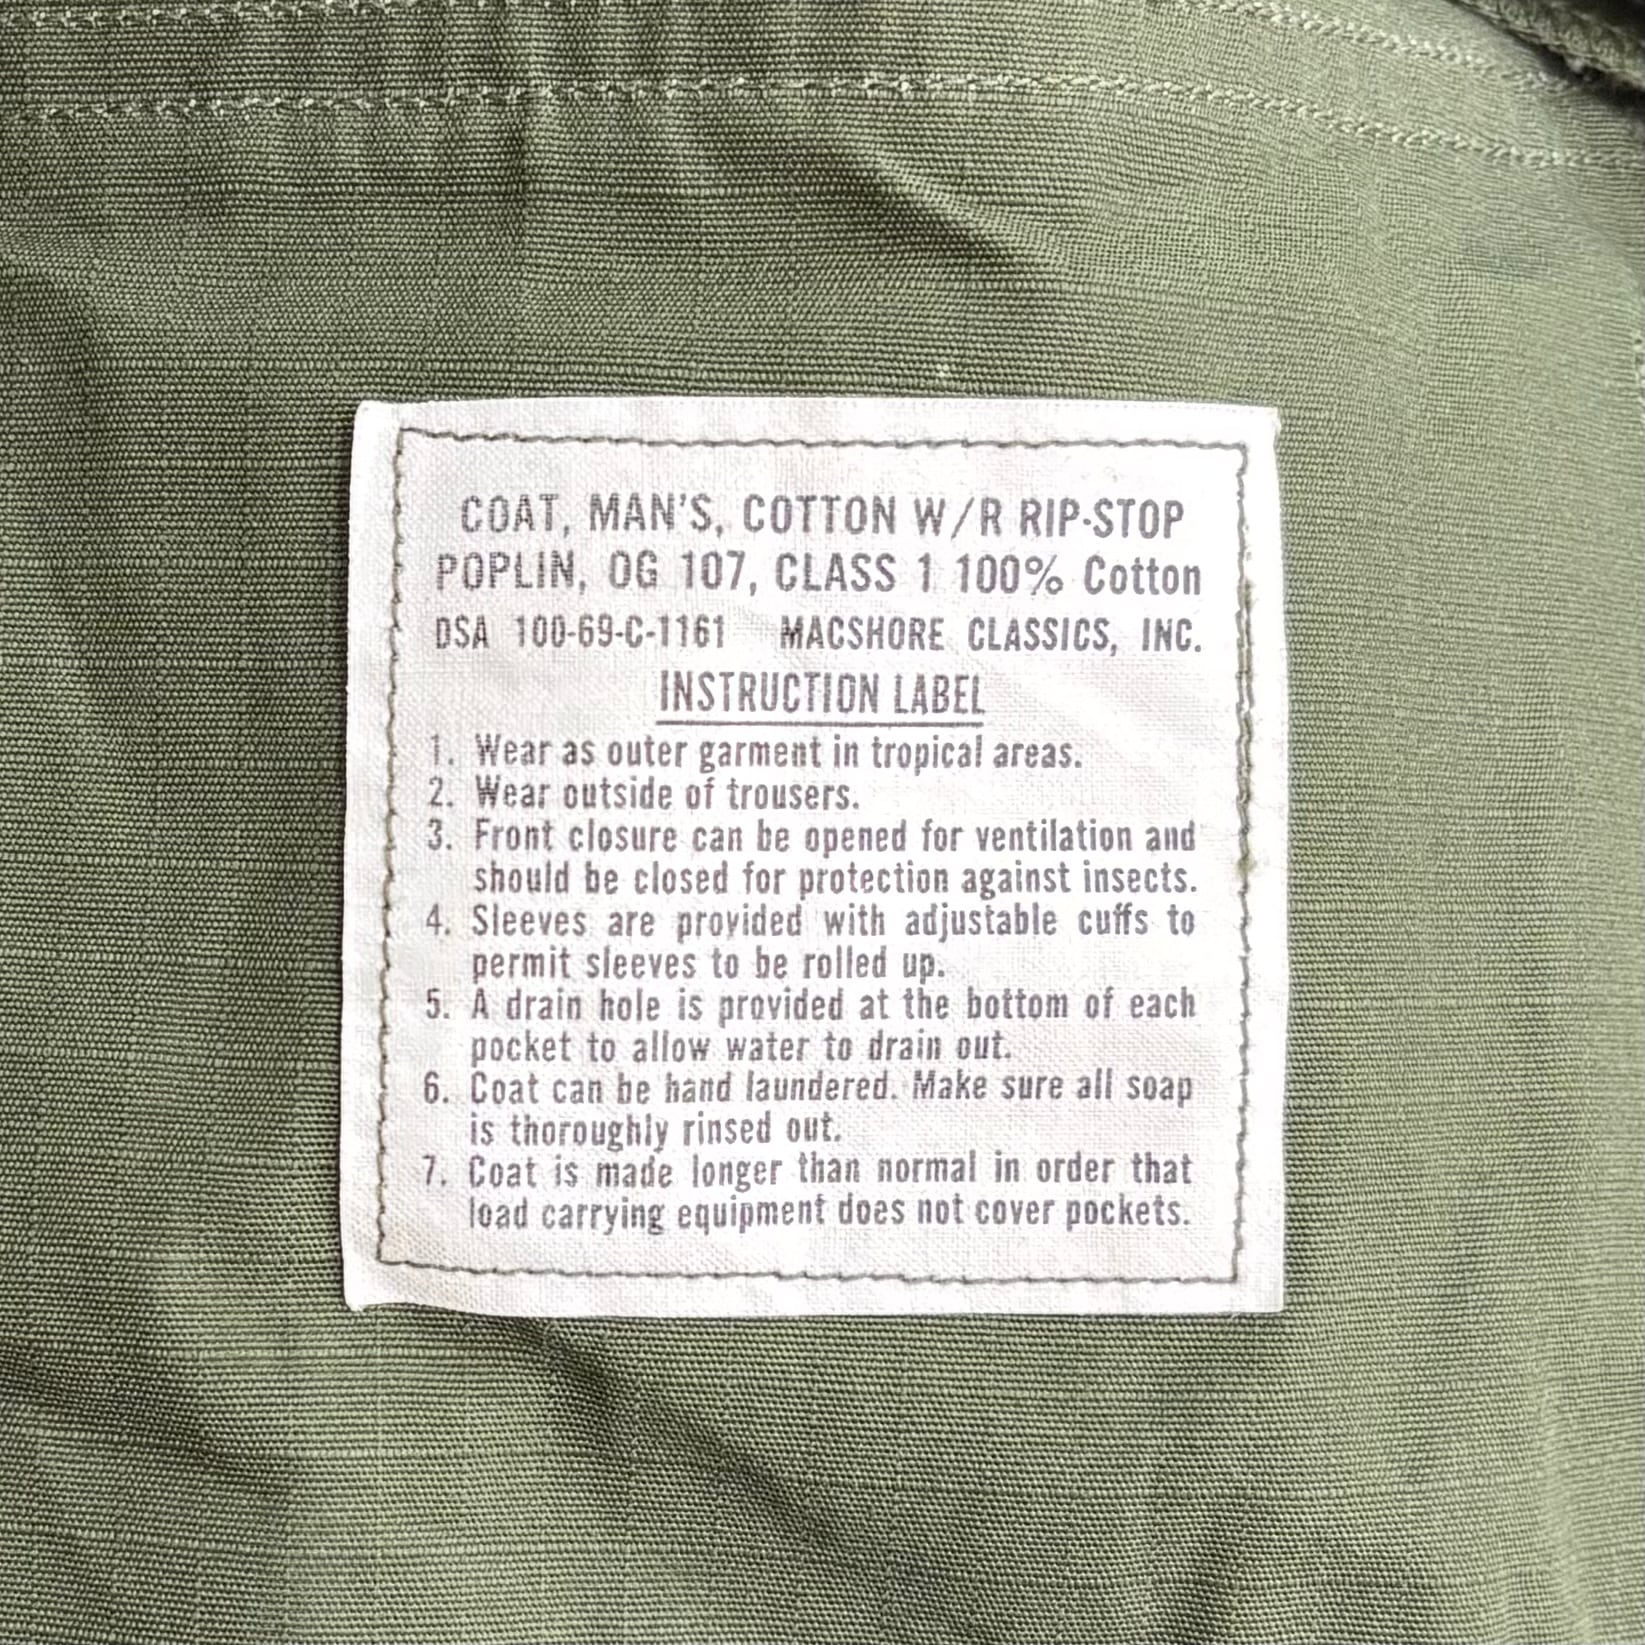 COAT, MAN'S, COTTON W/R RIP-STOP
POPLIN, OG 107, CLASS 1 100% Cotton
DSA 100-69-C-1161 MACSHORE CLASSICS, INC.
INSTRUCTION LABEL
1. Wear as outer garment in tropical areas.
2. Wear outside of trousers.
3. Front closure can be opened for ventilation and
should be closed for protection against insects.
4. Sleeves are provided with adjustable cuffs to
permit sleeves to be rolled up.
5. A drain hole is provided at the bottom of each
pocket to allow water to drain out.
6. Coat can be hand laundered. Make sure all soap
is thoroughly rinsed out.
7. Coat is made longer than normal in order that
load carrying equipment does not cover pockets.